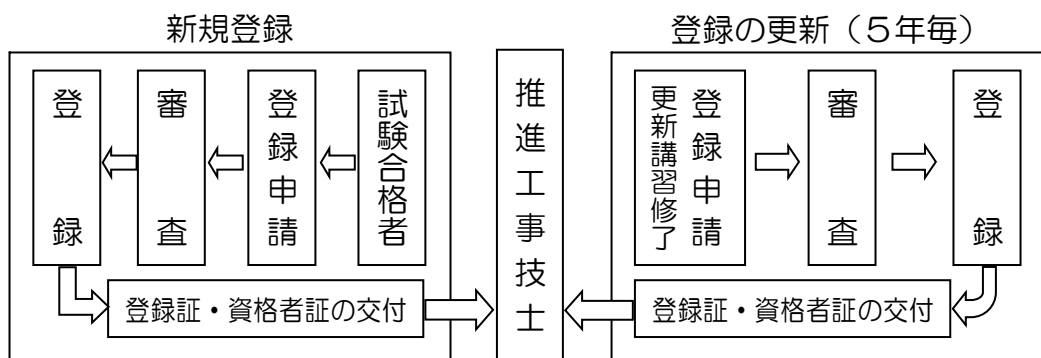 新規登録
試験合格者
登録申請
審査
登録
登録証・資格者証の交付
推進工事技士
登録の更新（５年毎）
登録申請
更新講習修了
審査
登録
登録証・資格者証の交付